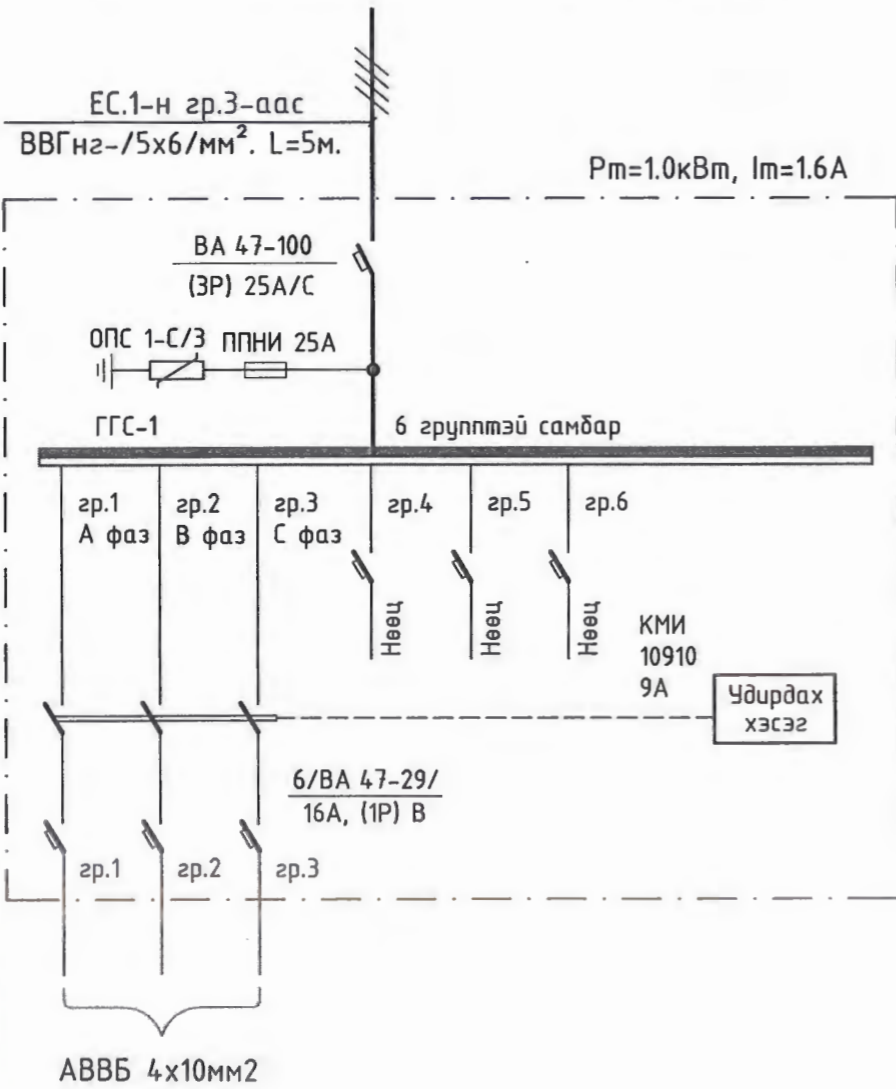 ЕС.1-н гр.3-аас
ВВГнг-/5х6/мм². L=5м.
Рт=1.0кВт, Iт=1.6А
ВА 47-100
(3Р) 25А/С
ОПС 1-С/3 ППНИ 25А
ГГС-1
6 групптэй самбар
гр.1
А фаз
гр.2
В фаз
гр.3
С фаз
гр.4
гр.5
гр.6
Нөөц
Нөөц
Нөөц
КМИ
10910
9А
Удирдах
хэсэг
6/ВА 47-29/
16А, (1Р) В
гр.1
гр.2
гр.3
АВВБ 4х10мм2